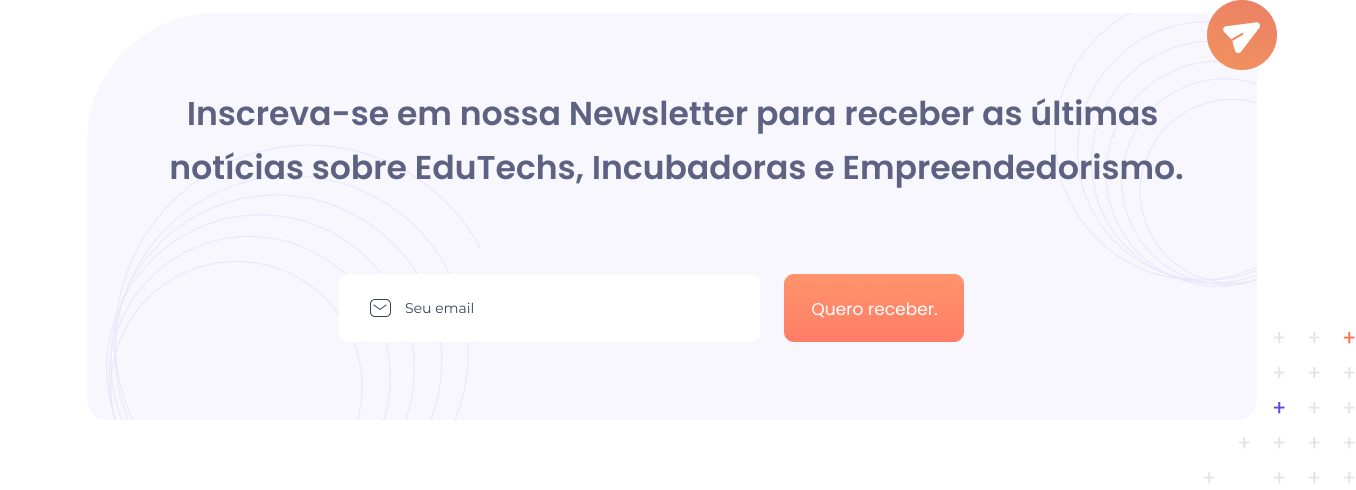 Inscreva-se em nossa Newsletter para receber as últimas
notícias sobre EduTechs, Incubadoras e Empreendedorismo.
Seu email
Quero receber.